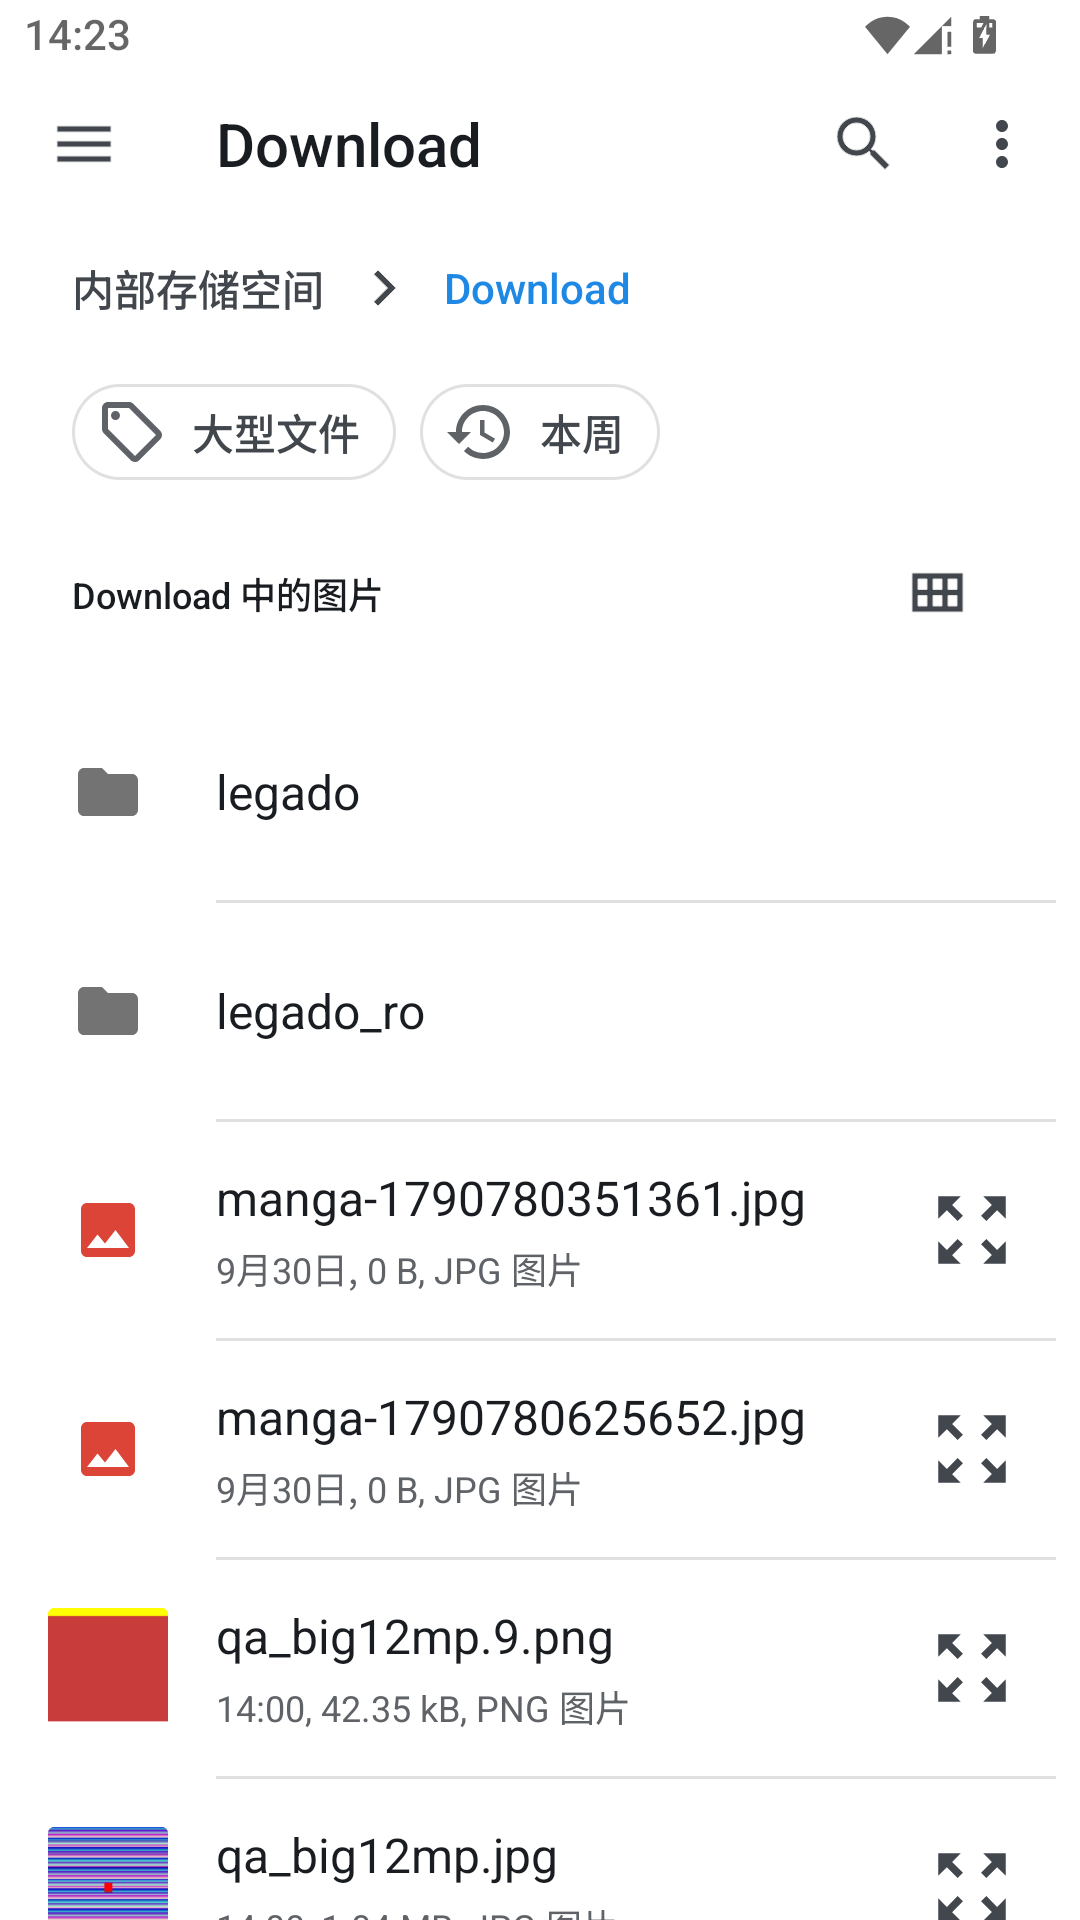 14:23
Download
内部存储空间 Download
大型文件 本周
Download 中的图片
legado
legado_ro
manga-1790780351361.jpg
9月30日, 0 B, JPG 图片
manga-1790780625652.jpg
9月30日, 0 B, JPG 图片
qa_big12mp.9.png
14:00, 42.35 kB, PNG 图片
qa_big12mp.jpg